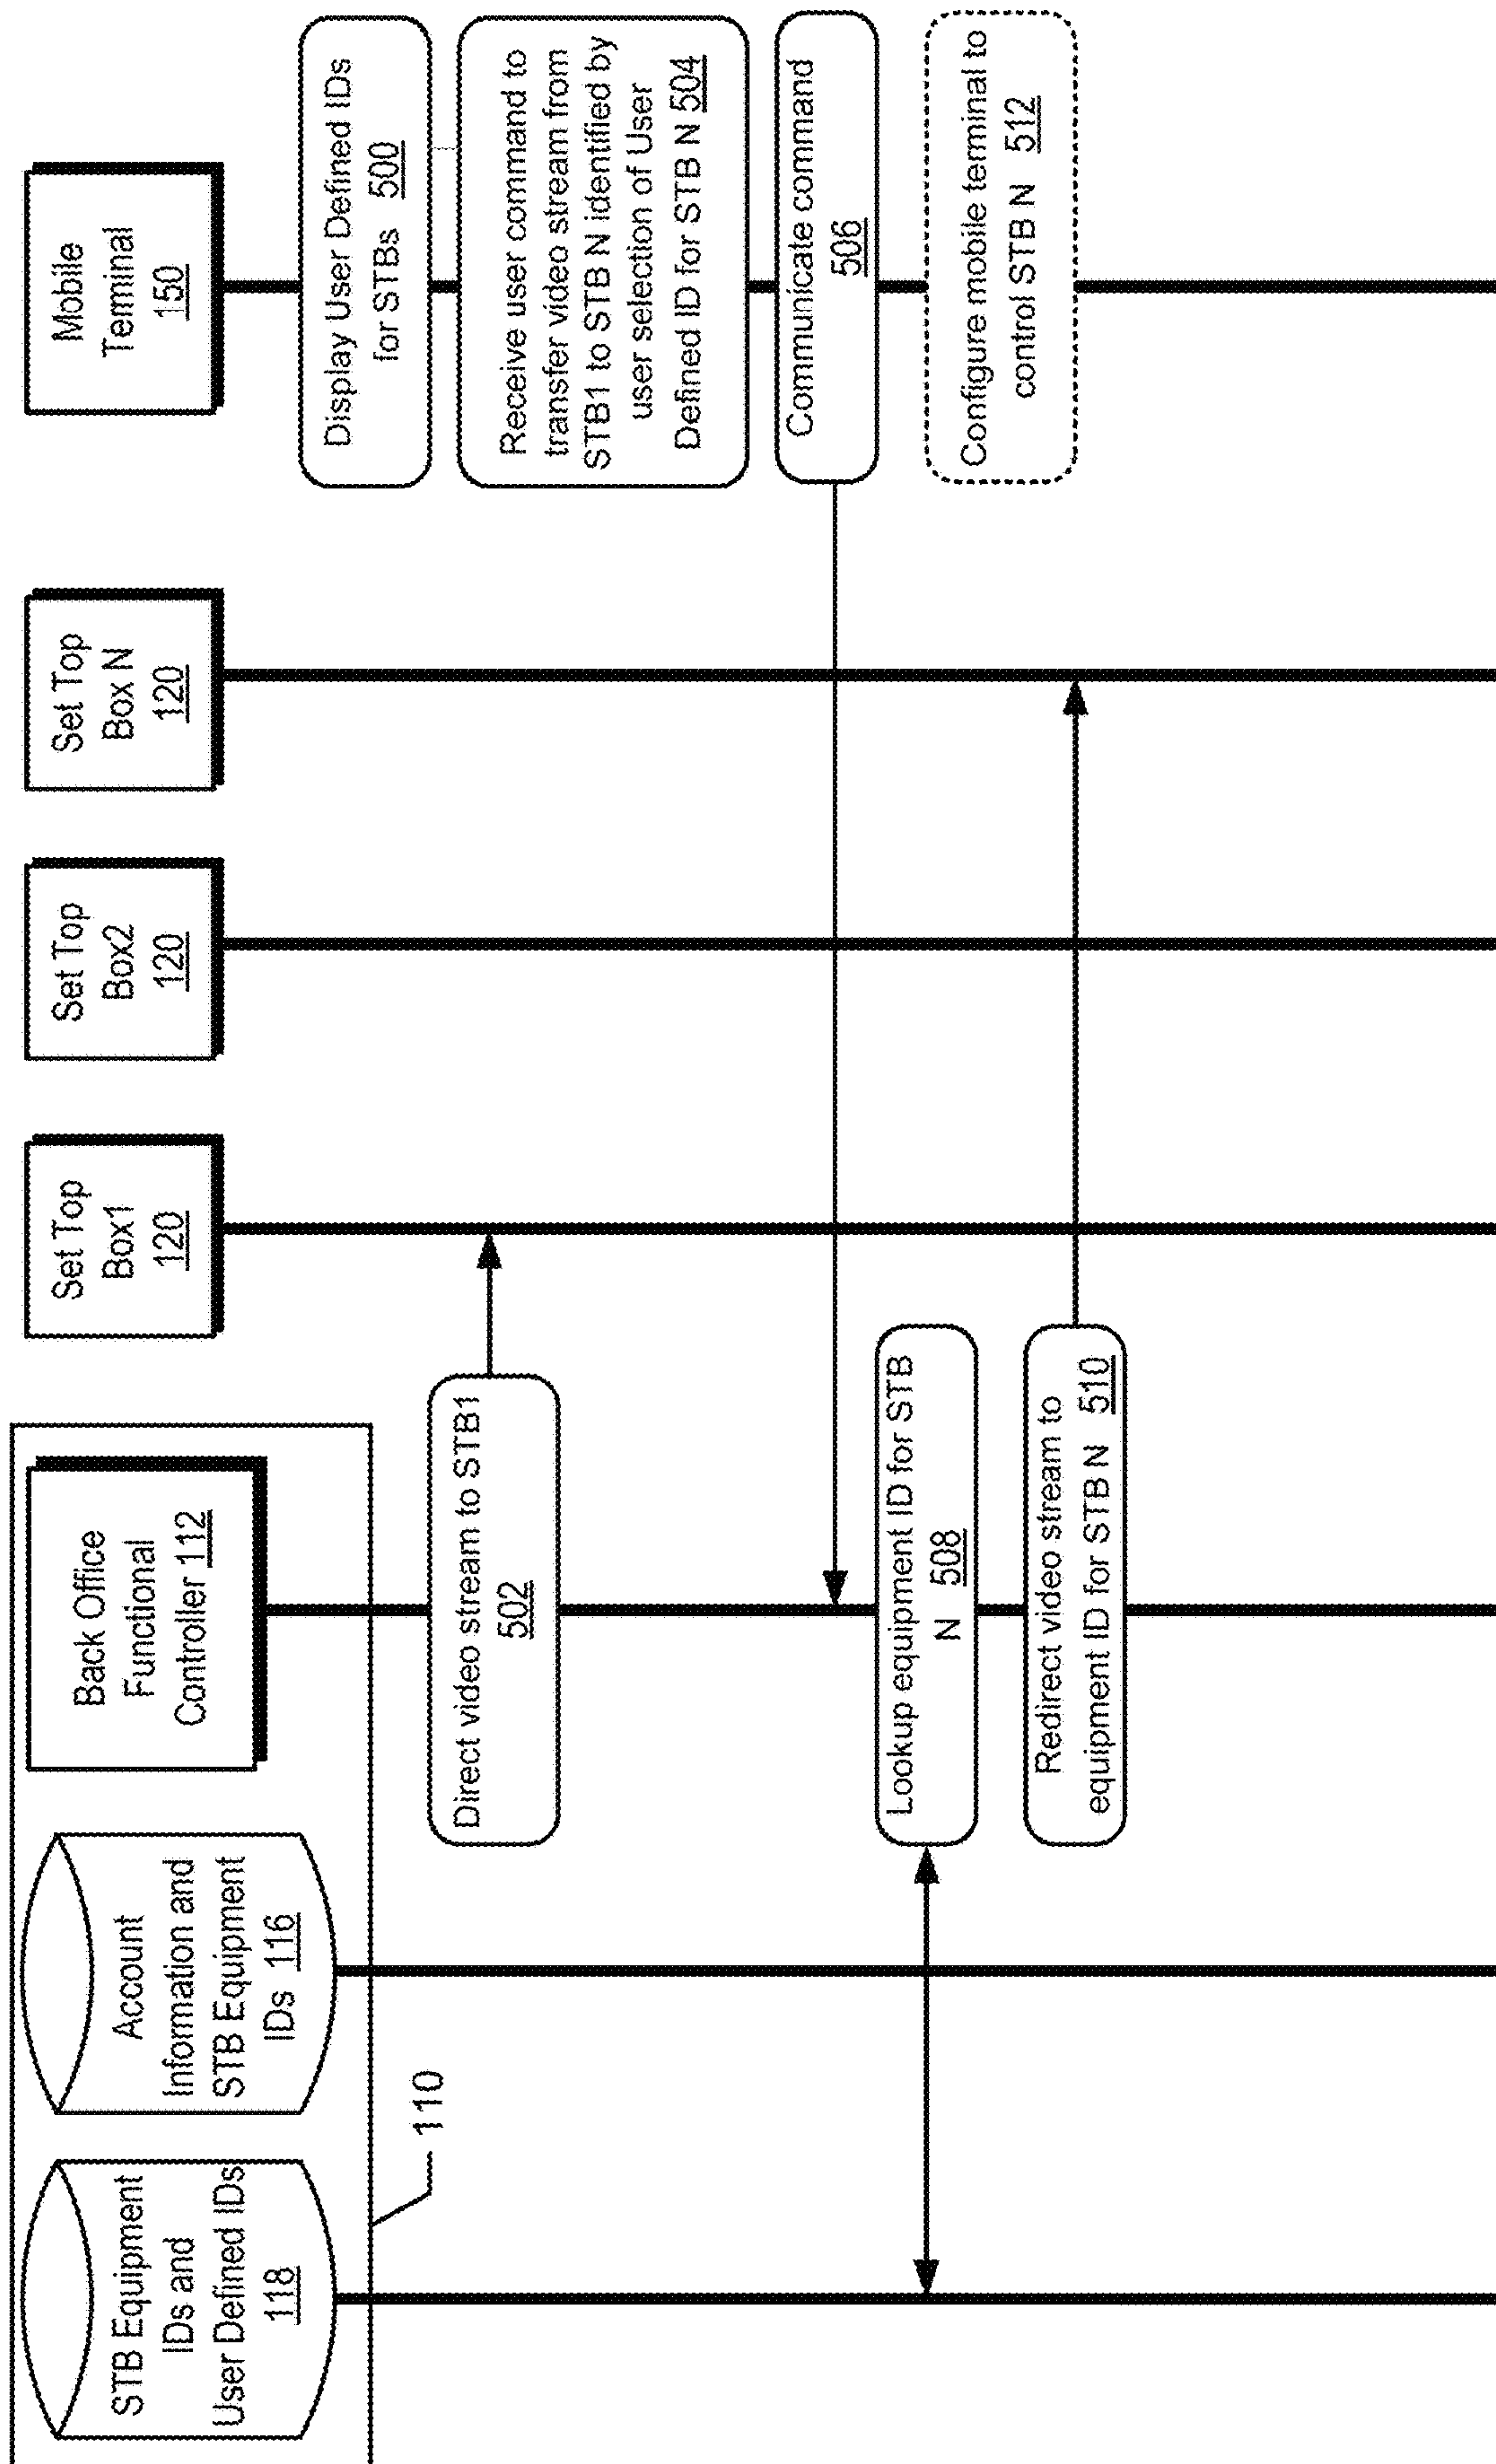 STB Equipment
IDs and
User Defined IDs
118
Account
Information and
STB Equipment
IDs 116
Back Office
Functional
Controller 112
Set Top
Box1
120
Set Top
Box2
120
Set Top
Box N
120
Mobile
Terminal
150
110
Display User Defined IDs
for STBs 500
Direct video stream to STB1
502
Receive user command to
transfer video stream from
STB1 to STB N identified by
user selection of User
Defined ID for STB N 504
Communicate command
506
Lookup equipment ID for STB
N 508
Redirect video stream to
equipment ID for STB N 510
Configure mobile terminal to
control STB N 512